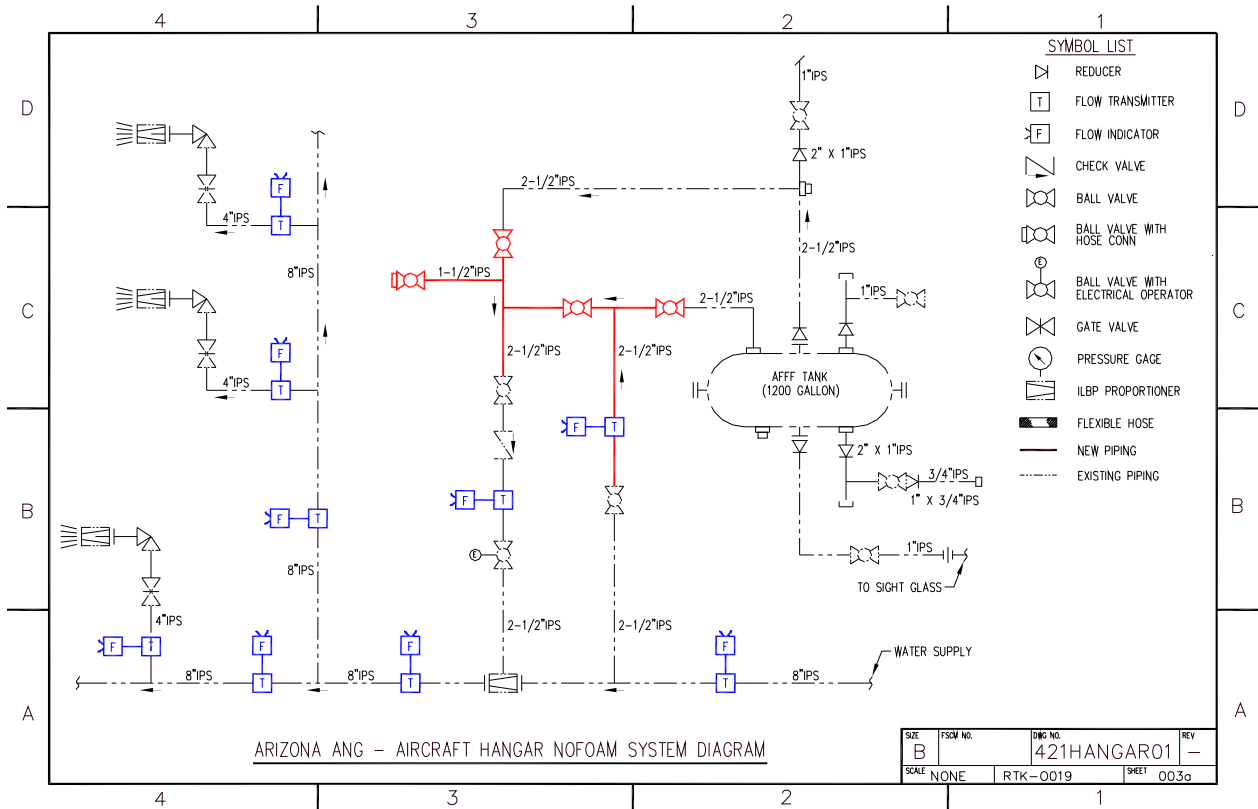 4 3 2 1
D
C
B
A
D
C
B
A
4 3 2 1
SYMBOL LIST
REDUCER
T FLOW TRANSMITTER
F FLOW INDICATOR
CHECK VALVE
BALL VALVE
BALL VALVE WITH
HOSE CONN
E
BALL VALVE WITH
ELECTRICAL OPERATOR
GATE VALVE
PRESSURE GAGE
ILBP PROPORTIONER
FLEXIBLE HOSE
NEW PIPING
EXISTING PIPING
1"IPS
2" X 1"IPS
2-1/2"IPS
2-1/2"IPS
F
4"IPS
T
8"IPS
1-1/2"IPS
2-1/2"IPS
1"IPS
F
4"IPS
T
2-1/2"IPS
2-1/2"IPS
AFFF TANK
(1200 GALLON)
F T
2" X 1"IPS
3/4"IPS
1" X 3/4"IPS
F T
F T
E
1"IPS
TO SIGHT GLASS
8"IPS
4"IPS
2-1/2"IPS
2-1/2"IPS
F T
F
F
F
WATER SUPPLY
8"IPS
T
8"IPS
T
T
8"IPS
ARIZONA ANG - AIRCRAFT HANGAR NOFOAM SYSTEM DIAGRAM
SIZE
B
FSCM NO.
DWG NO.
421HANGAR01
REV
-
SCALE NONE
RTK-0019
SHEET 003a